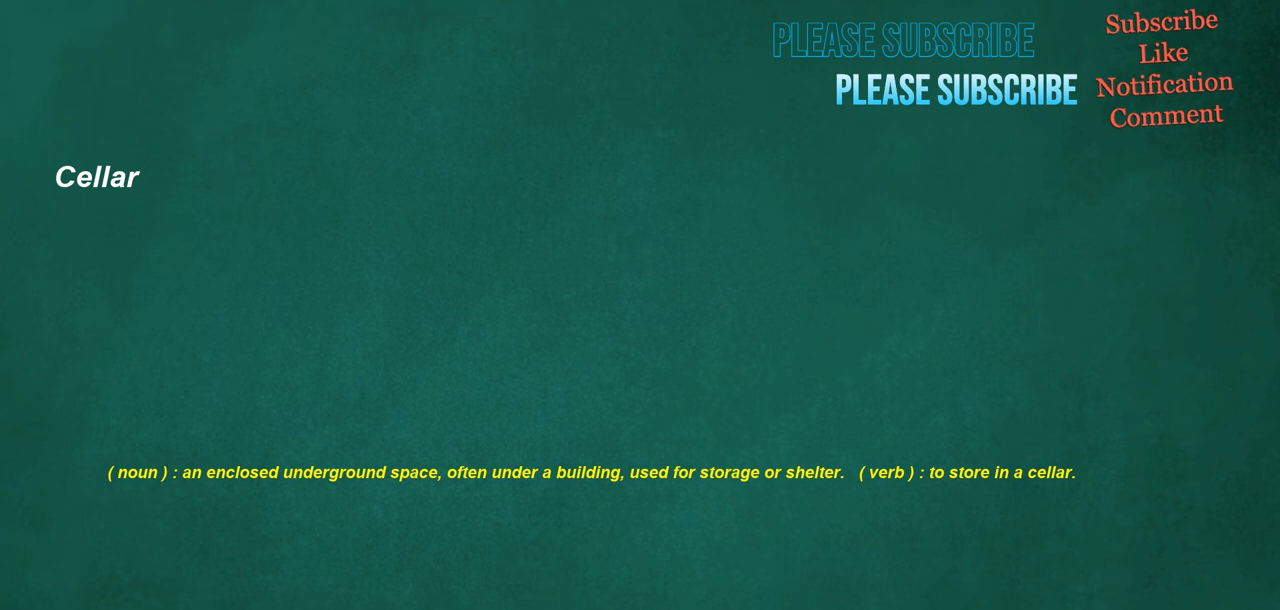 PLEASE SUBSCRIBE
PLEASE SUBSCRIBE
Subscribe
Like
Notification
Comment
Cellar
( noun ) : an enclosed underground space, often under a building, used for storage or shelter.   ( verb ) : to store in a cellar.